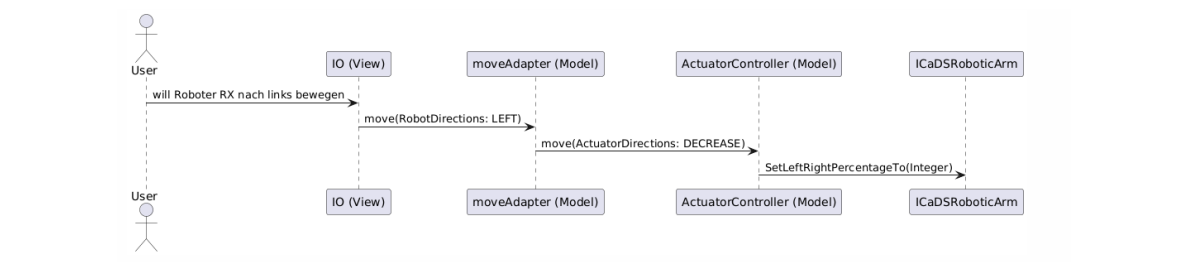 User
IO (View)
moveAdapter (Model)
ActuatorController (Model)
ICaDSRoboticArm
will Roboter RX nach links bewegen
move(RobotDirections: LEFT)
move(ActuatorDirections: DECREASE)
SetLeftRightPercentageTo(Integer)
User
IO (View)
moveAdapter (Model)
ActuatorController (Model)
ICaDSRoboticArm